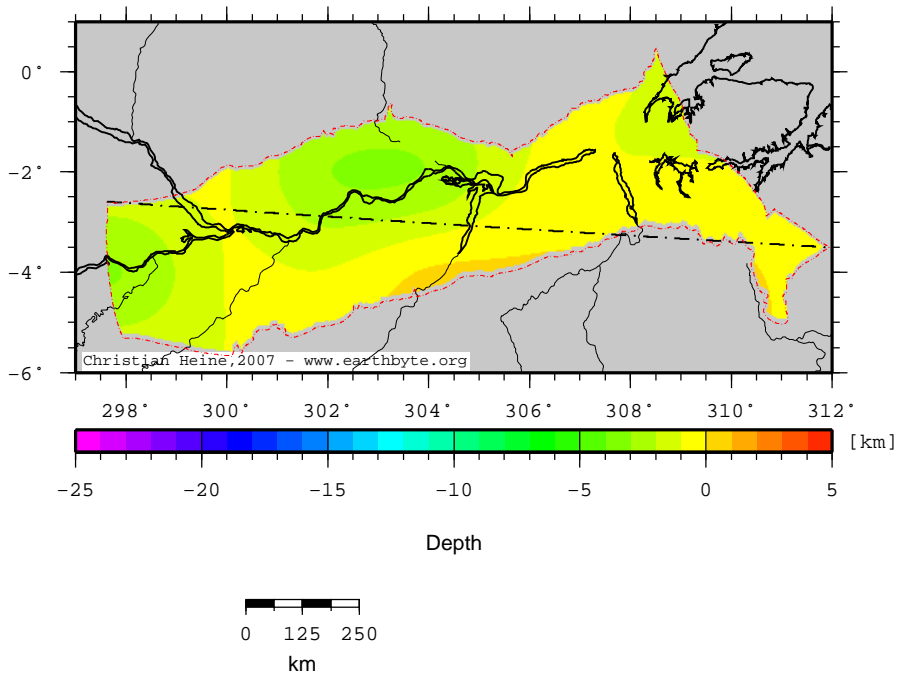 0°
−2°
−4°
−6°
Christian Heine,2007 − www.earthbyte.org
298° 300° 302° 304° 306° 308° 310° 312°
[km]
−25 −20 −15 −10 −5 0 5
Depth
0 125 250
km